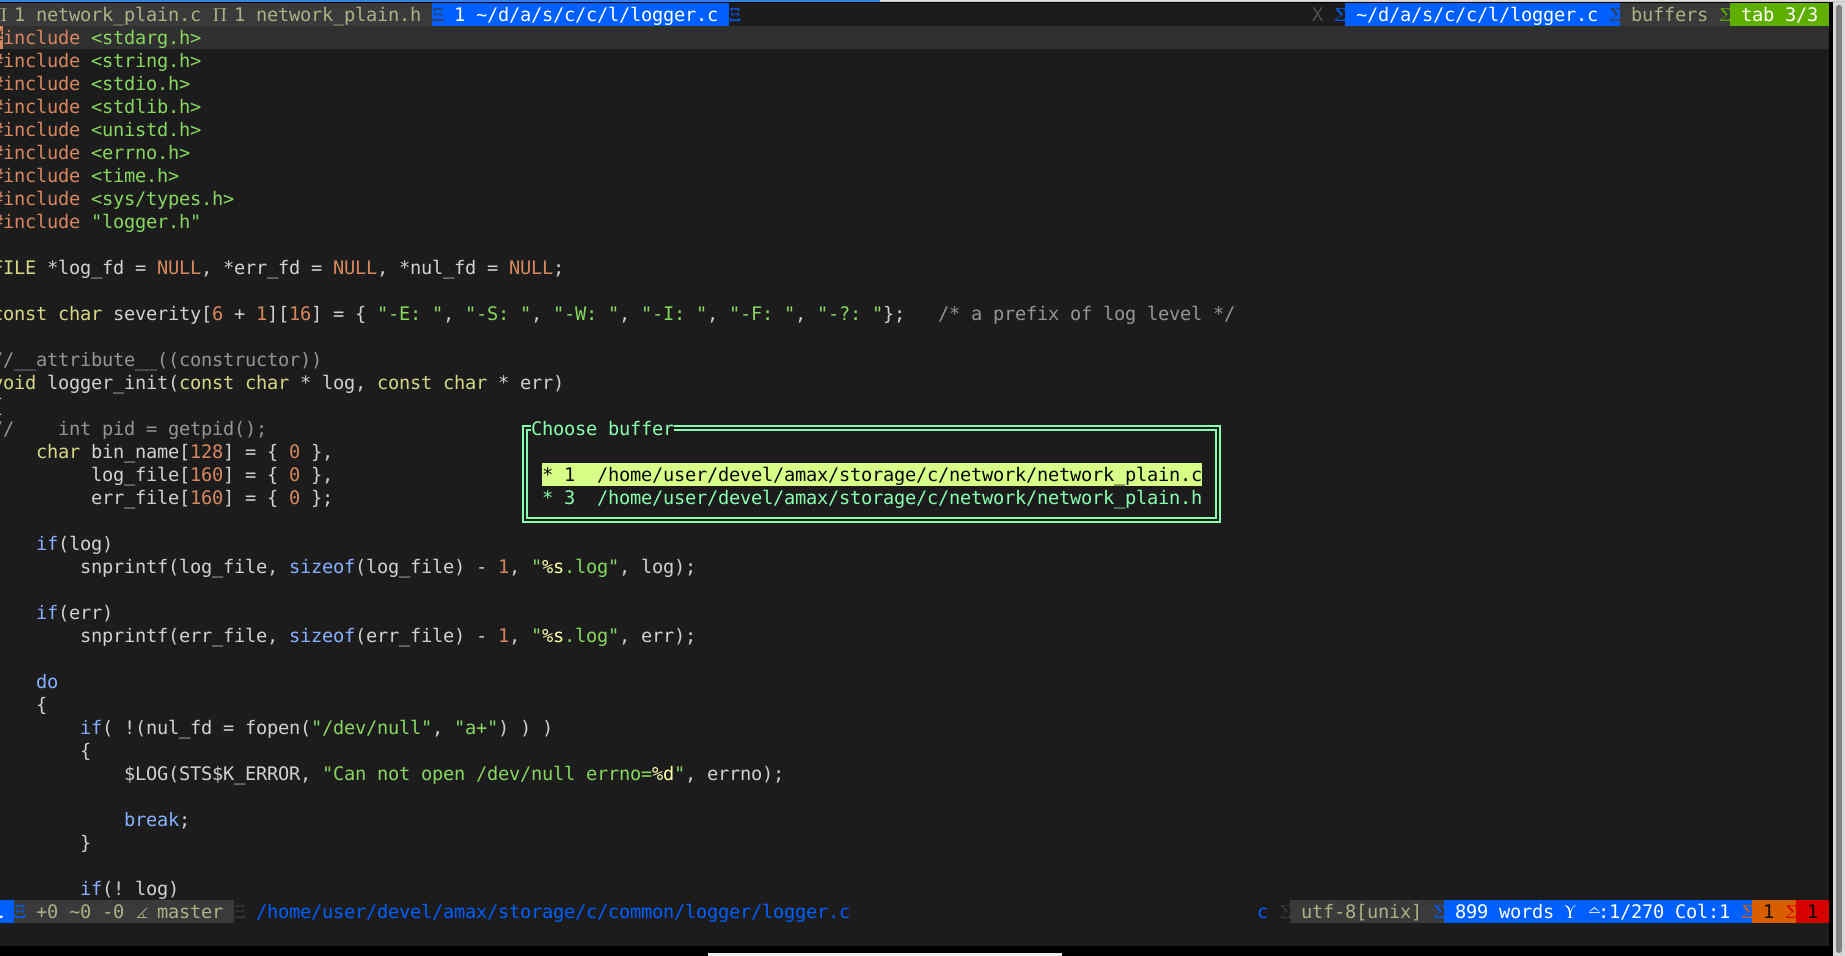 1 network_plain.c 1 network_plain.h 1 ~/d/a/s/c/c/l/logger.c X ~/d/a/s/c/c/l/logger.c buffers tab 3/3
#include <stdarg.h>
#include <string.h>
#include <stdio.h>
#include <stdlib.h>
#include <unistd.h>
#include <errno.h>
#include <time.h>
#include <sys/types.h>
#include "logger.h"
FILE *log_fd = NULL, *err_fd = NULL, *nul_fd = NULL;
const char severity[6 + 1][16] = { "-E: ", "-S: ", "-W: ", "-I: ", "-F: ", "-?: "};   /* a prefix of log level */
//__attribute__((constructor))
void logger_init(const char * log, const char * err)
{
//    int pid = getpid();
char bin_name[128] = { 0 },
log_file[160] = { 0 },
err_file[160] = { 0 };
Choose buffer
* 1  /home/user/devel/amax/storage/c/network/network_plain.c
* 3  /home/user/devel/amax/storage/c/network/network_plain.h
if(log)
snprintf(log_file, sizeof(log_file) - 1, "%s.log", log);
if(err)
snprintf(err_file, sizeof(err_file) - 1, "%s.log", err);
do
{
if( !(nul_fd = fopen("/dev/null", "a+") ) )
{
$LOG(STS$K_ERROR, "Can not open /dev/null errno=%d", errno);
break;
}
if(! log)
+0 ~0 -0 master /home/user/devel/amax/storage/c/common/logger/logger.c c utf-8[unix] 899 words :1/270 Col:1 1 1